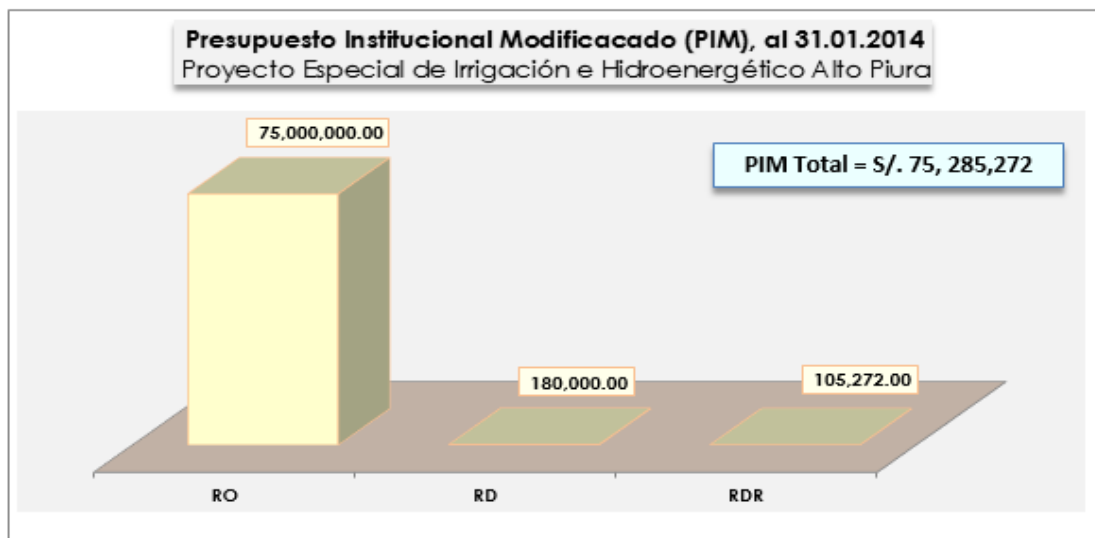 Presupuesto Institucional Modificacado (PIM), al 31.01.2014
Proyecto Especial de Irrigación e Hidroenergético Alto Piura
75,000,000.00
PIM Total = S/. 75, 285,272
180,000.00
105,272.00
RO
RD
RDR